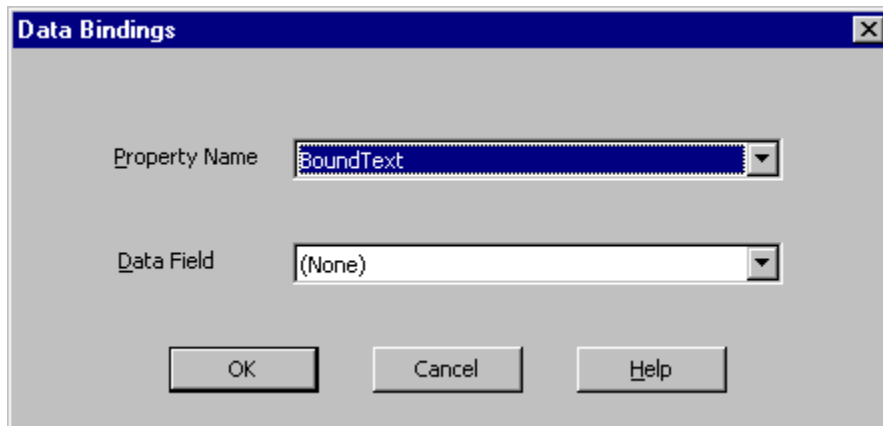 Data Bindings
Property Name BoundText
Data Field (None)
OK Cancel Help